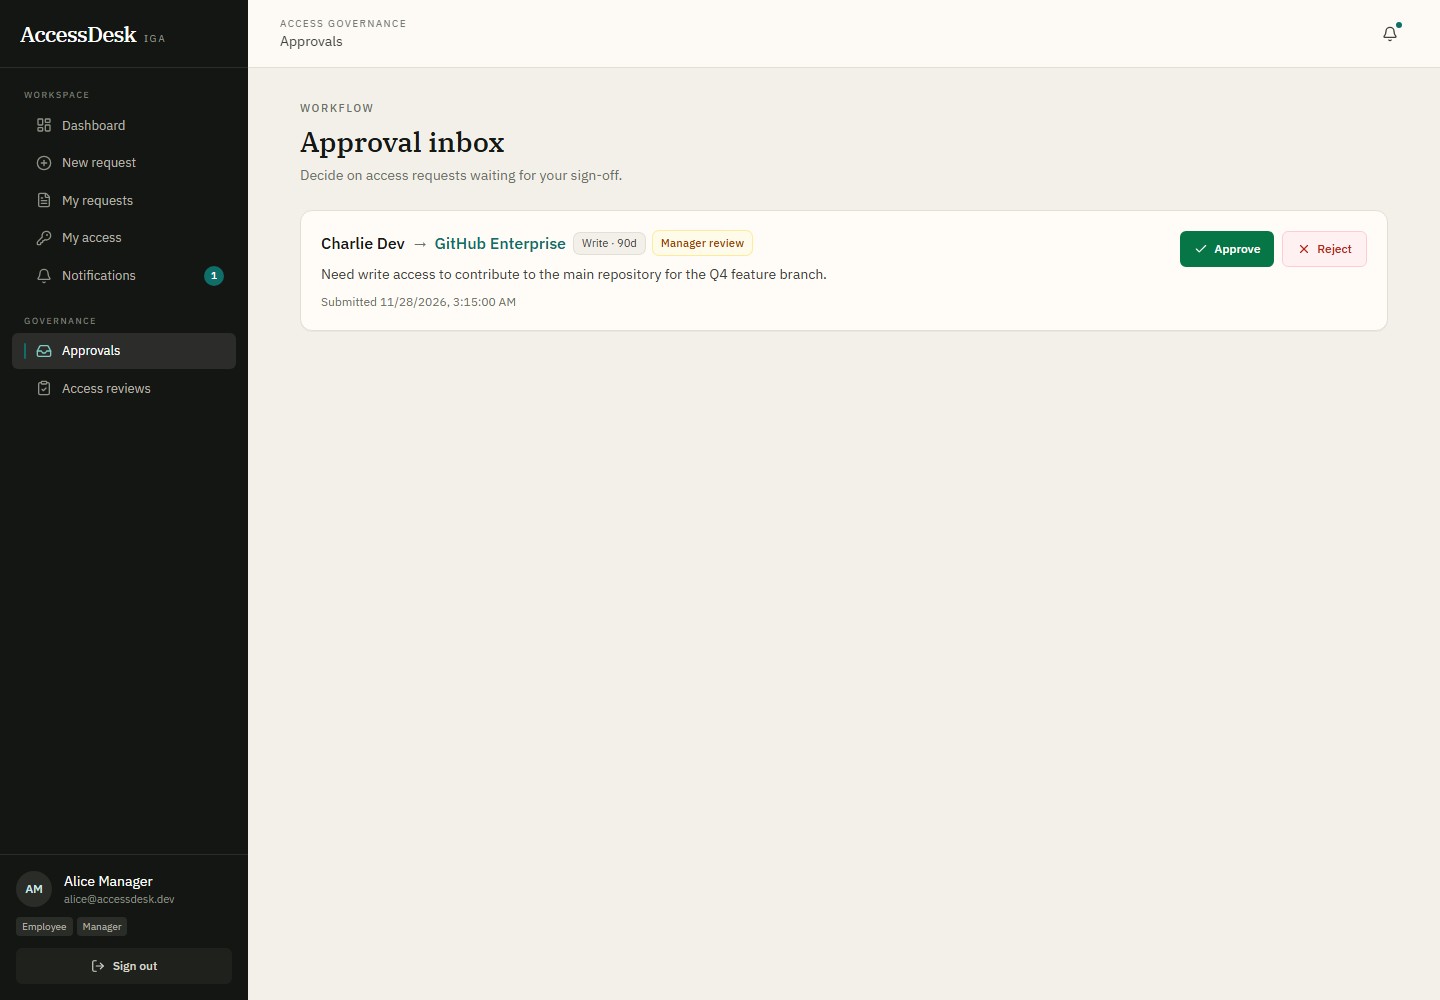 AccessDesk IGA
WORKSPACE
Dashboard
New request
My requests
My access
Notifications 1
GOVERNANCE
Approvals
Access reviews
AM
Alice Manager
alice@accessdesk.dev
Employee Manager
Sign out
ACCESS GOVERNANCE
Approvals
WORKFLOW
Approval inbox
Decide on access requests waiting for your sign-off.
Charlie Dev → GitHub Enterprise Write · 90d Manager review
Need write access to contribute to the main repository for the Q4 feature branch.
Submitted 11/28/2026, 3:15:00 AM
Approve Reject